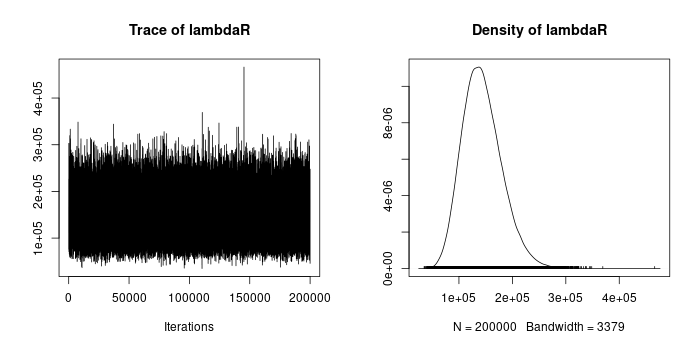 Trace of lambdaR
1e+05 2e+05 3e+05 4e+05
0 50000 100000 150000 200000
Iterations
Density of lambdaR
0e+00 4e-06 8e-06
1e+05 2e+05 3e+05 4e+05
N = 200000 Bandwidth = 3379